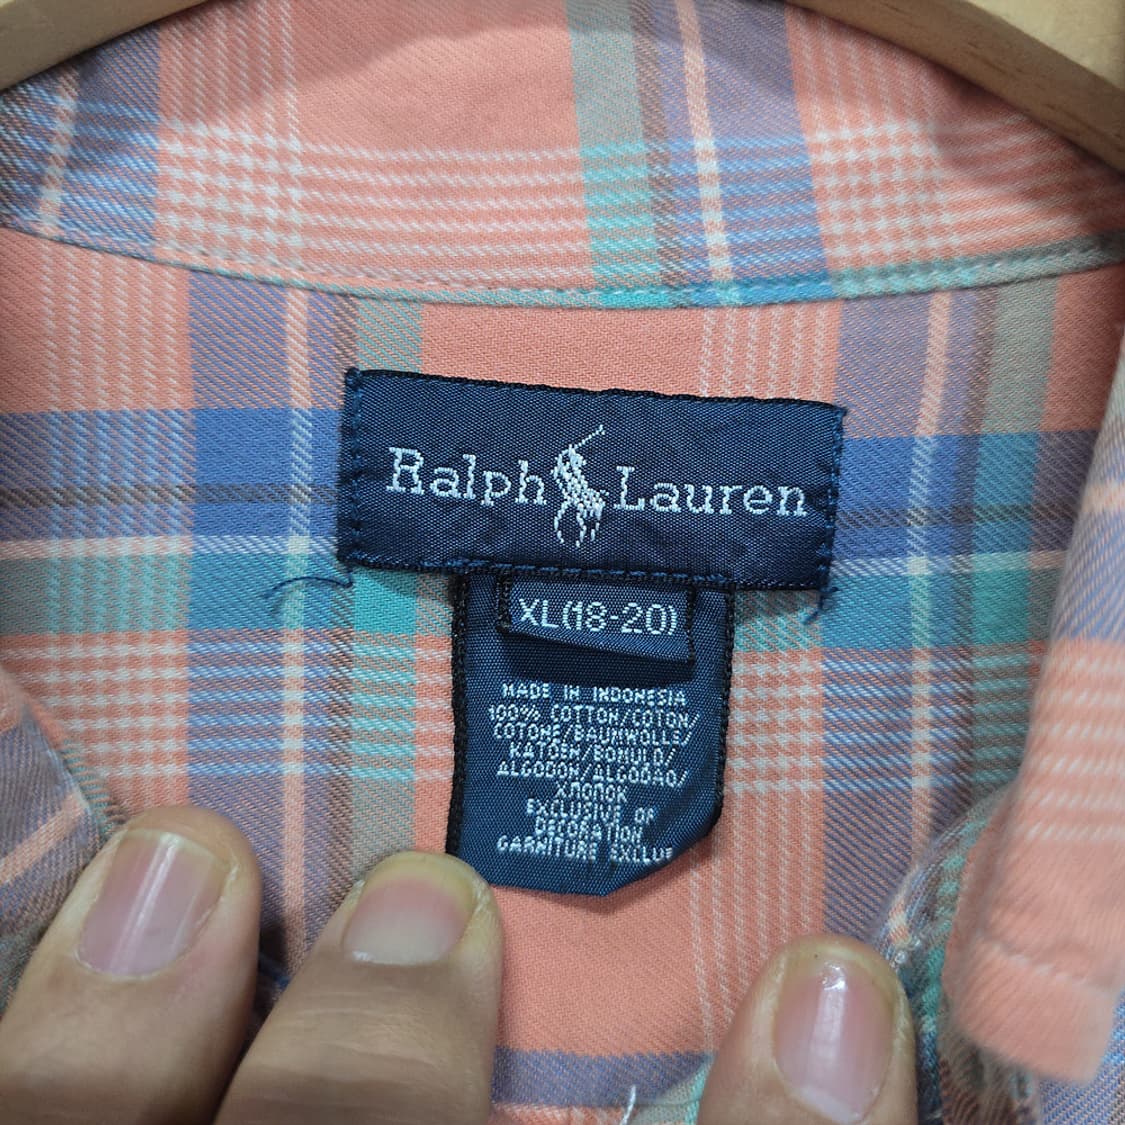 Ralph Lauren
XL(18-20)
MADE IN INDONESIA
100% COTTON/COTON/
COTONE/BAUMWOLLE/
KATOEN/BOMULD/
ALGODON/ALGODAO/
ХЛОПОК
EXCLUSIVE OF
DECORATION
GARNITURE EXCLUE